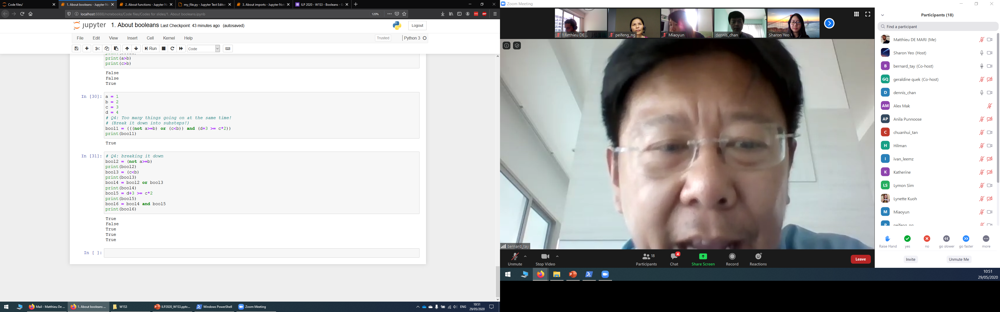 Code files/
1. About booleans - Jupyter No
2. About functions - Jupyter No
my_file.py - Jupyter Text Editor
3. About imports - Jupyter Not
ILP 2020 - W1S3 - Booleans - G
localhost:8888/notebooks/Code files/Codes for slides/1. About booleans.ipynb
120%
ABP
jupyter 1. About booleans Last Checkpoint: 43 minutes ago (autosaved)
Logout
File Edit View Insert Cell Kernel Help
Trusted
Python 3
Run
Code
print(a>b)
print(c>b)
False
False
True
In [30]:
a = 1
b = 2
c = 3
d = 4
# Q4: Too many things going on at the same time!
# (Break it down into substeps!)
bool1 = (((not a>=b) or (c<b)) and (d+3 >= c*2))
print(bool1)
True
In [31]:
# Q4: breaking it down
bool2 = (not a>=b)
print(bool2)
bool3 = (c<b)
print(bool3)
bool4 = bool2 or bool3
print(bool4)
bool5 = d+3 >= c*2
print(bool5)
bool6 = bool4 and bool5
print(bool6)
True
False
True
True
True
In [ ]:
Mail - Matthieu De ...
1. About booleans ...
W1S3
ILP2020_W1S3.pptx...
Windows PowerShell
Zoom Meeting
ENG
10:51
29/05/2020
Zoom Meeting
Matthieu DE ...
peifeng_ng
Miaoyun
dennis_chan
Sharon Yeo
bernard_tay
Unmute
Stop Video
18
Participants
4
Chat
Share Screen
Record
Reactions
Leave
Participants (18)
Find a participant
Matthieu DE MARI (Me)
Sharon Yeo (Host)
B bernard_tay (Co-host)
GQ geraldine quek (Co-host)
D dennis_chan
AM Alex Mak
AP Anila Punnoose
C chuanhui_tan
H Hilman
I ivan_leemz
K Katherine
LS Lymon Sim
Lynette Kuoh
M Miaoyun
P peifeng_ng
Raise Hand
yes
no
go slower
go faster
more
Invite
Unmute Me
10:51
29/05/2020